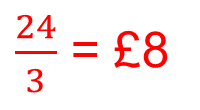 24/3 = £8